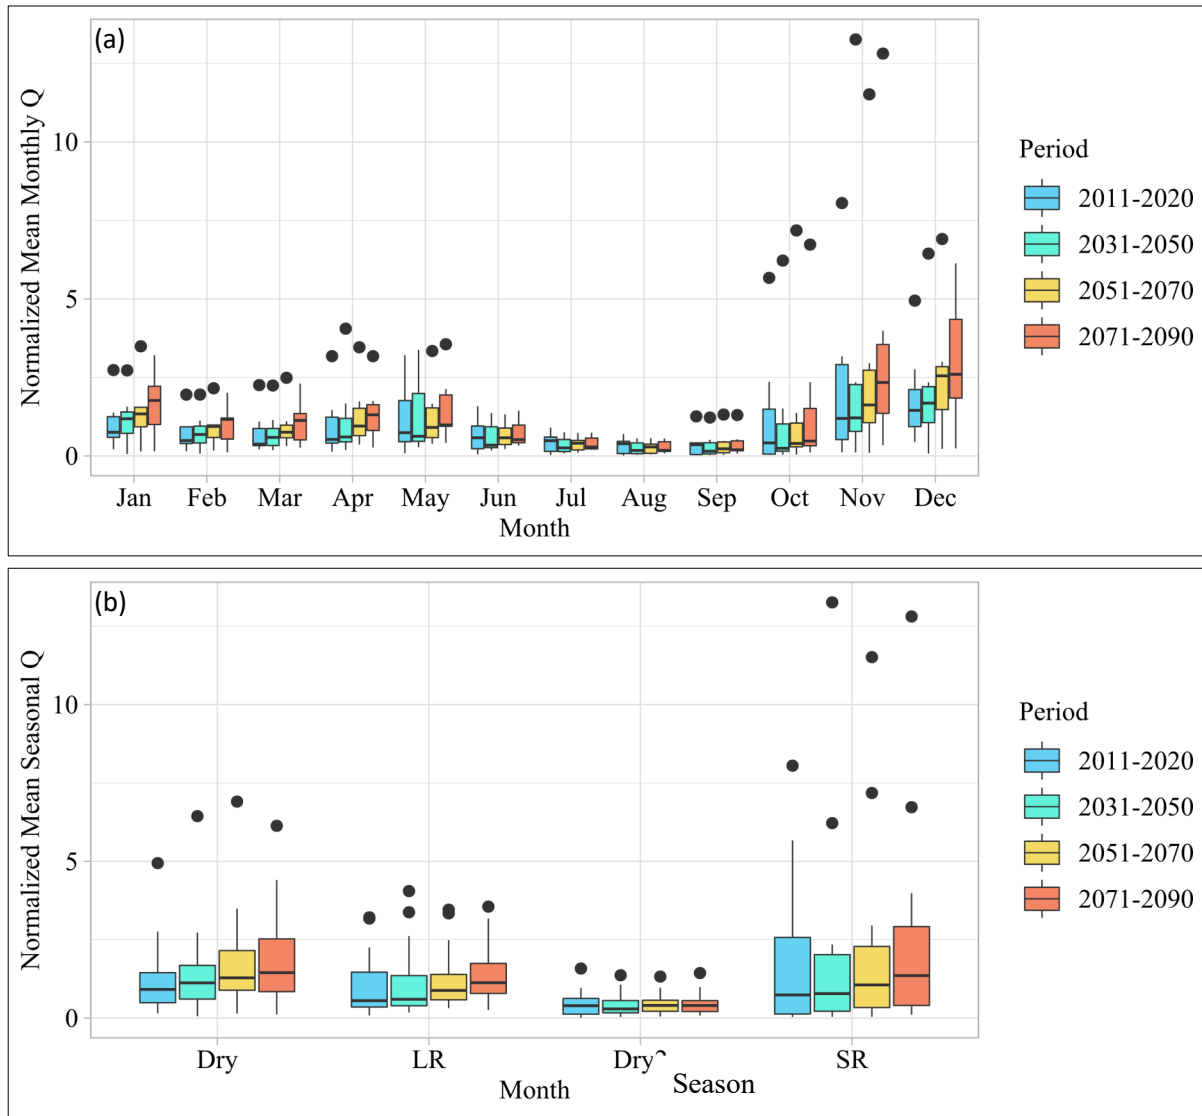 (a)
Normalized Mean Monthly Q
10
5
0
Jan Feb Mar Apr May Jun Jul Aug Sep Oct Nov Dec
Month
Period
2011-2020
2031-2050
2051-2070
2071-2090
(b)
Normalized Mean Seasonal Q
10
5
0
Dry LR Dry SR
Month Season
Period
2011-2020
2031-2050
2051-2070
2071-2090